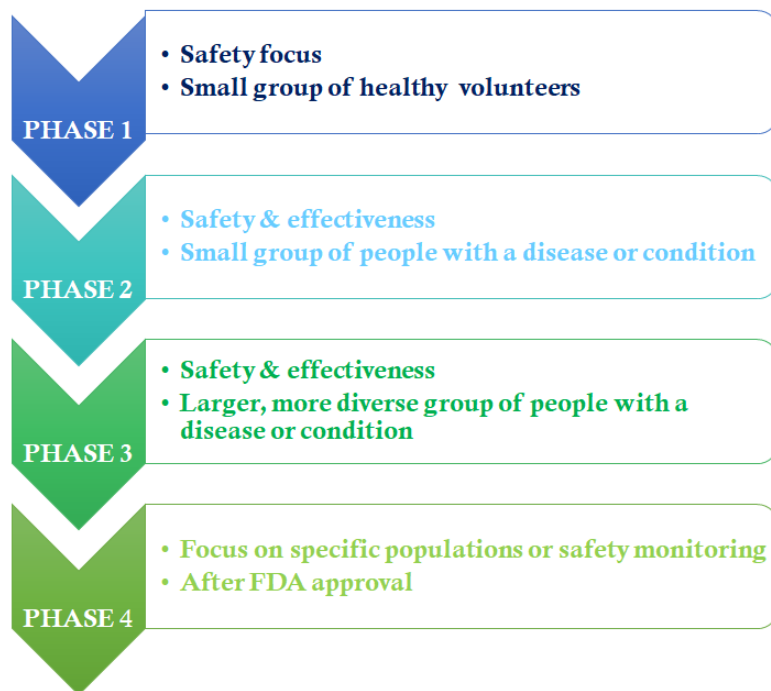 PHASE 1
• Safety focus
• Small group of healthy volunteers
PHASE 2
• Safety & effectiveness
• Small group of people with a disease or condition
PHASE 3
• Safety & effectiveness
• Larger, more diverse group of people with a
disease or condition
PHASE 4
• Focus on specific populations or safety monitoring
• After FDA approval